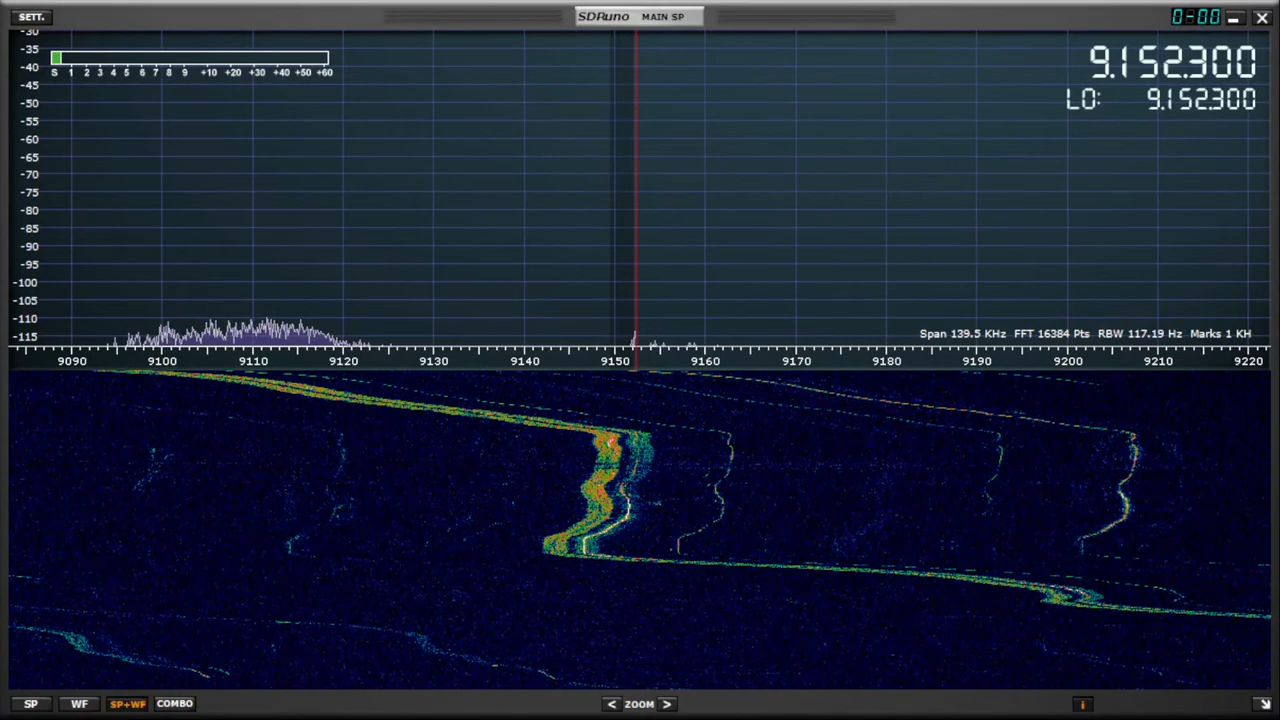 SETT.
SDRuno MAIN SP
0-00
-30
-35
-40
-45
-50
-55
-60
-65
-70
-75
-80
-85
-90
-95
-100
-105
-110
-115
S 1 2 3 4 5 6 7 8 9 +10 +20 +30 +40 +50 +60
9.152.300
LO: 9.152.300
Span 139.5 KHz FFT 16384 Pts RBW 117.19 Hz Marks 1 KH
9090 9100 9110 9120 9130 9140 9150 9160 9170 9180 9190 9200 9210 9220
SP WF SP+WF COMBO < ZOOM > i